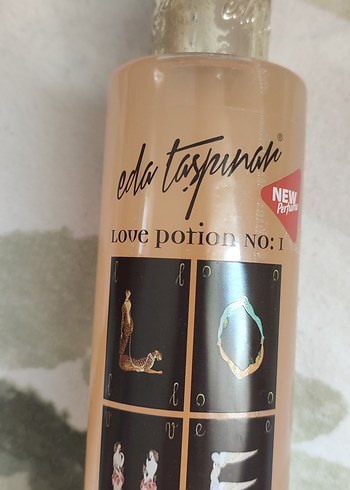 eda taşpınar®
NEW
Perfume
LOVE POTION NO: 1
L L O O
L O
L L O O
V V E E